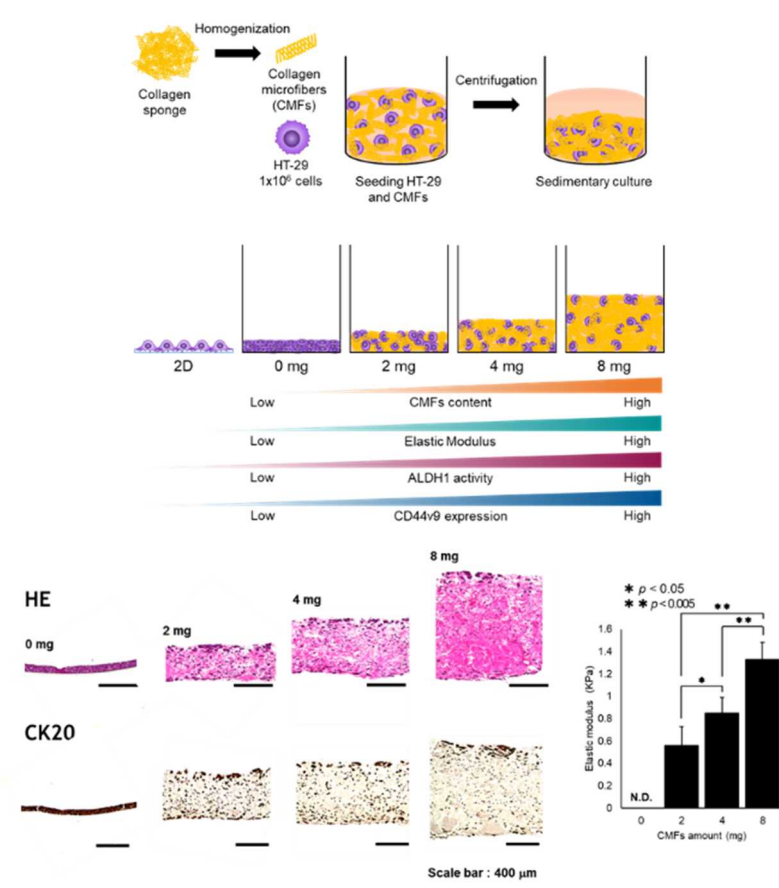 Homogenization
Collagen
sponge
Collagen
microfibers
(CMFs)
HT-29
1x10⁶ cells
Seeding HT-29
and CMFs
Centrifugation
Sedimentary culture
2D
0 mg
2 mg
4 mg
8 mg
Low
CMFs content
High
Low
Elastic Modulus
High
Low
ALDH1 activity
High
Low
CD44v9 expression
High
HE
0 mg
2 mg
4 mg
8 mg
CK20
Scale bar : 400 μm
* p < 0.05
** p<0.005
**
**
*
Elastic modulus (KPa)
1.6
1.4
1.2
1
0.8
0.6
0.4
0.2
0
N.D.
0 2 4 8
CMFs amount (mg)